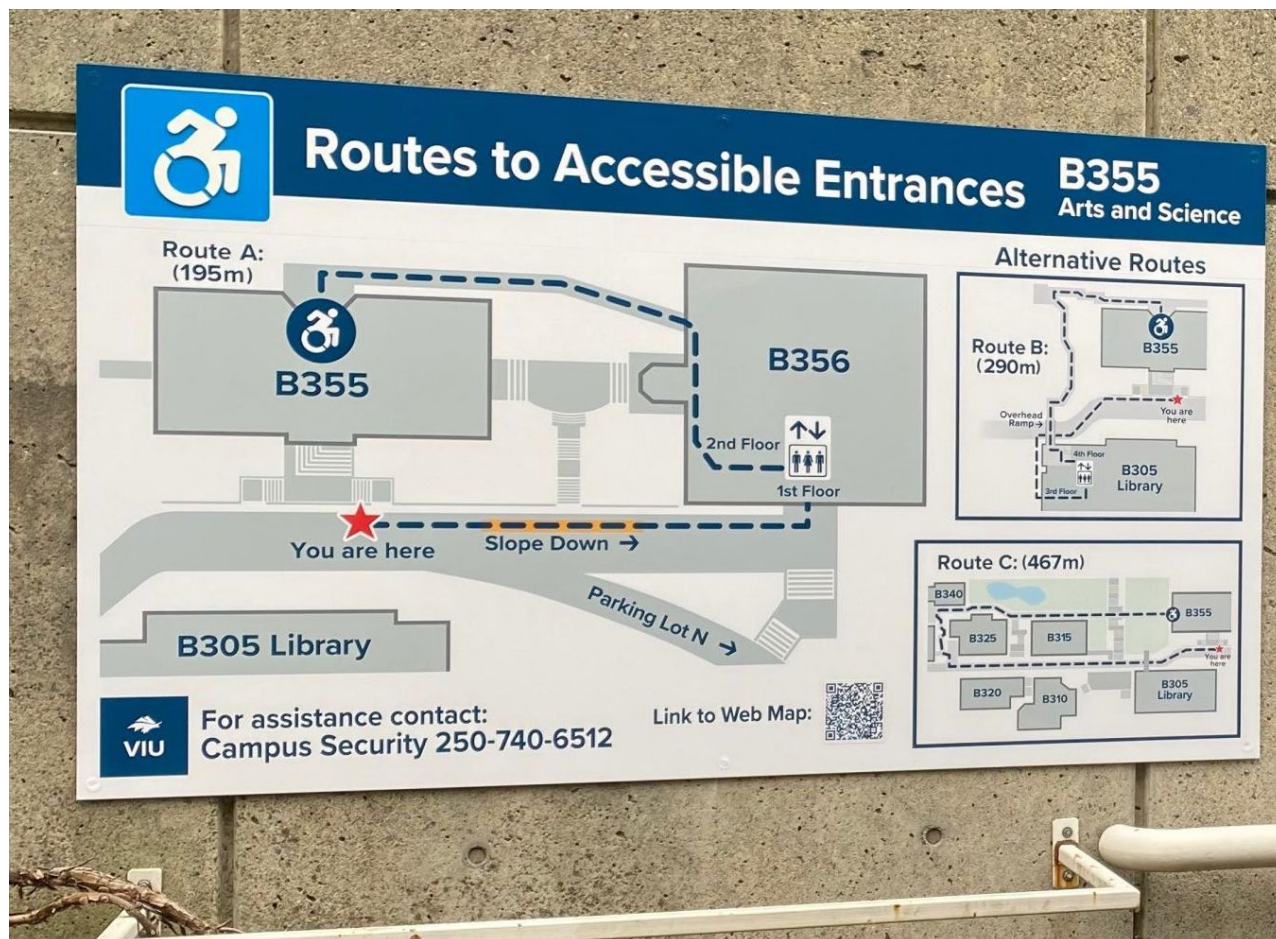 Routes to Accessible Entrances
B355
Arts and Science
Route A:
(195m)
B355
B356
2nd Floor
1st Floor
You are here
Slope Down →
Parking Lot N →
B305 Library
VIU
For assistance contact:
Campus Security 250-740-6512
Link to Web Map:
Alternative Routes
Route B:
(290m)
B355
You are
here
Overhead
Ramp →
4th Floor
3rd Floor
B305
Library
Route C: (467m)
B340
B325
B315
B355
You are
here
B320
B310
B305
Library